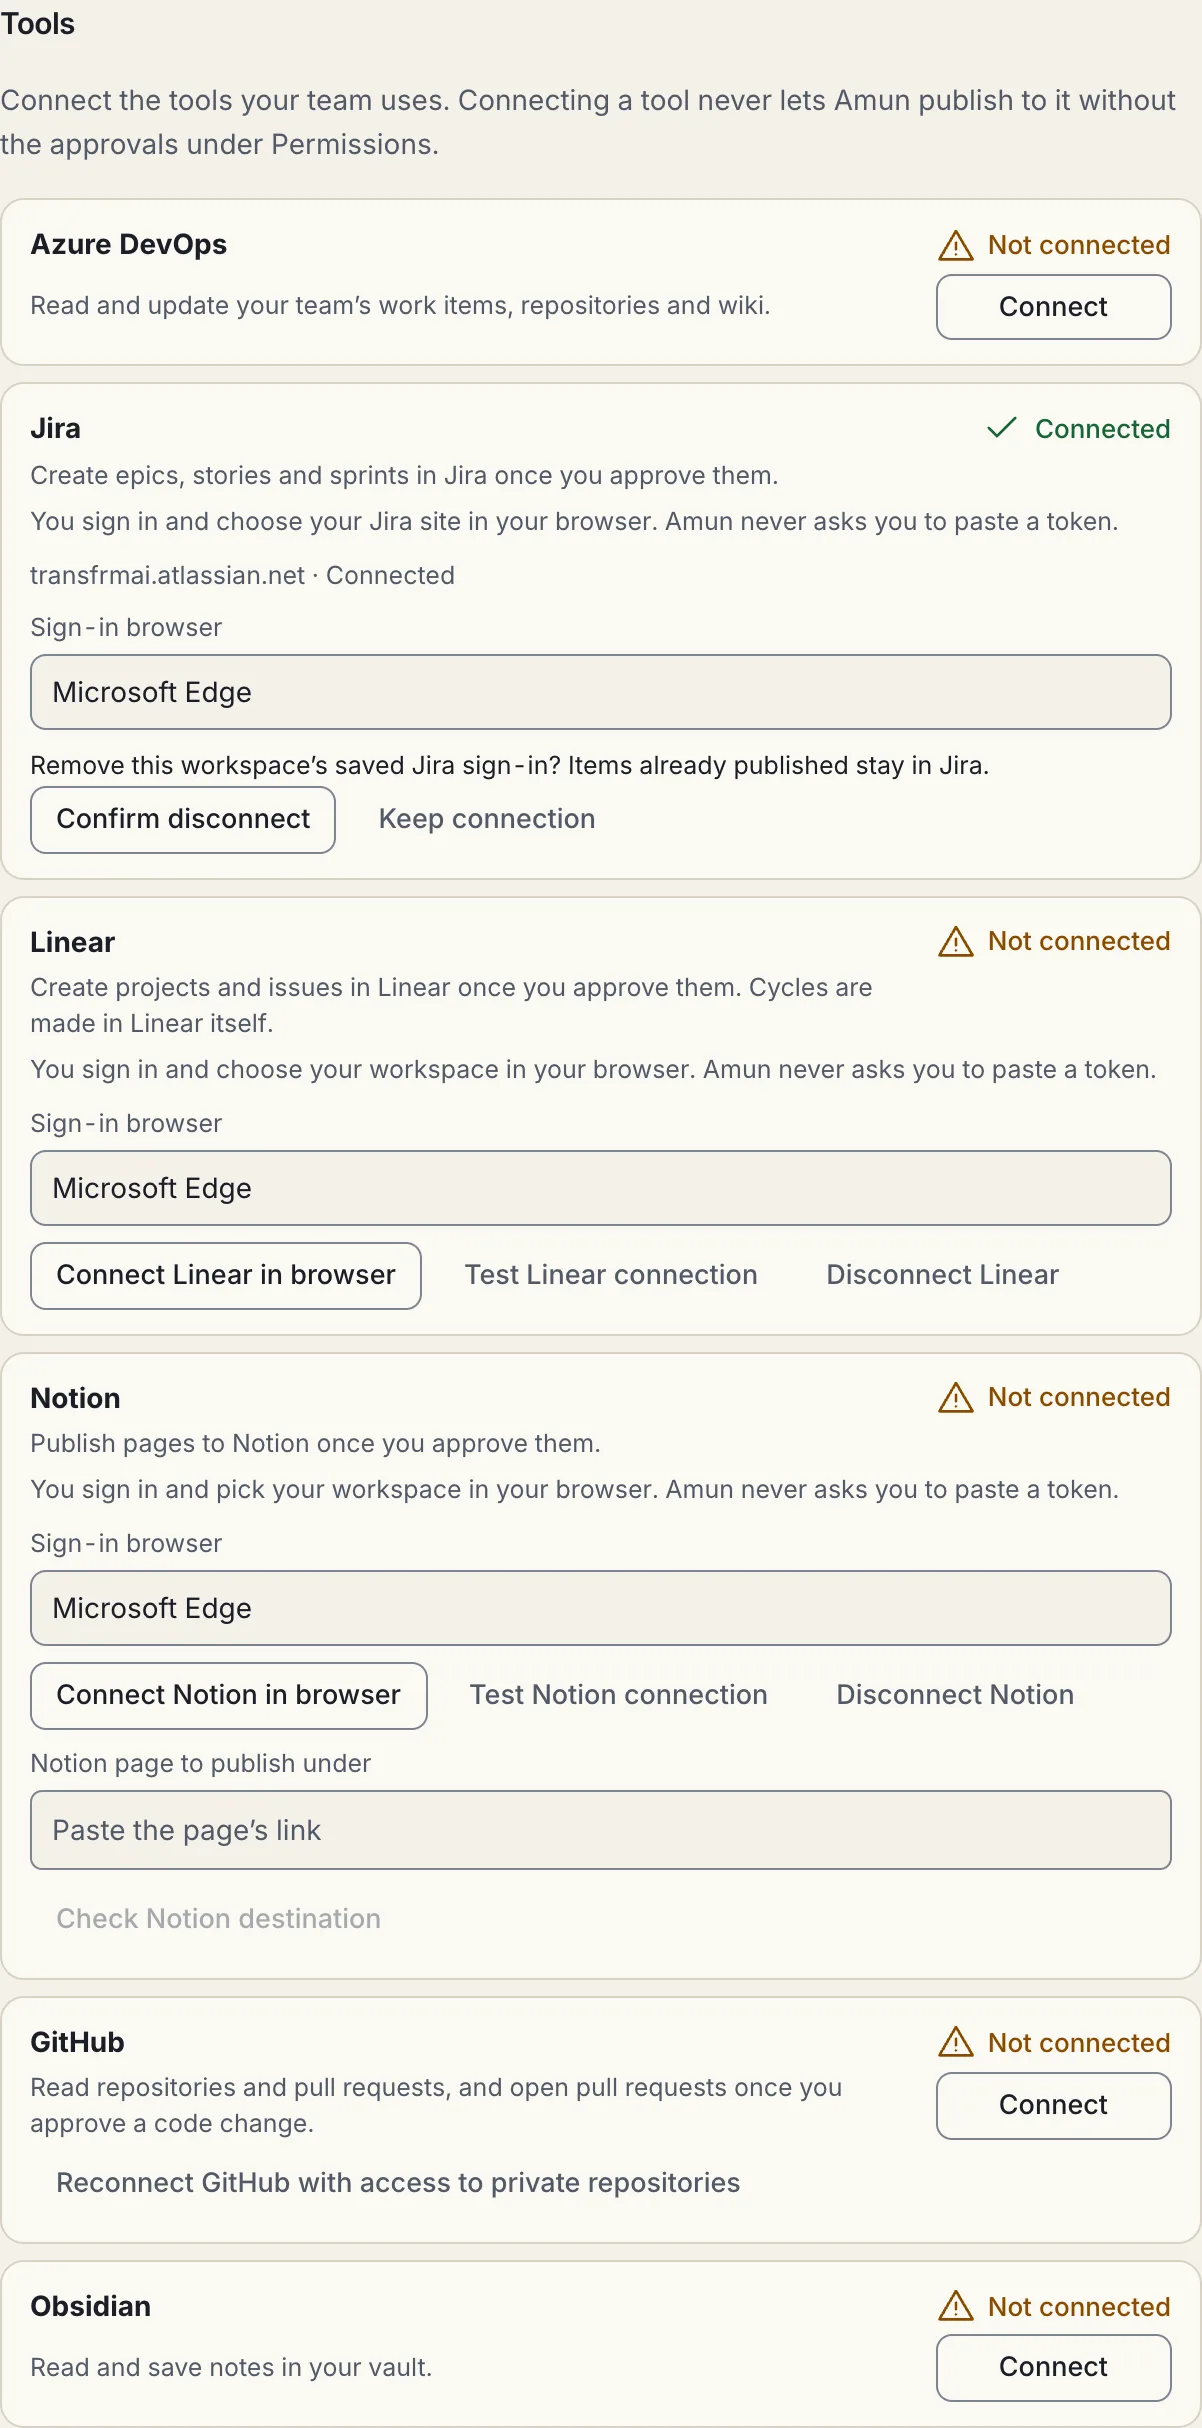 Tools
Connect the tools your team uses. Connecting a tool never lets Amun publish to it without
the approvals under Permissions.
Azure DevOps
Not connected
Read and update your team’s work items, repositories and wiki.
Connect
Jira
Connected
Create epics, stories and sprints in Jira once you approve them.
You sign in and choose your Jira site in your browser. Amun never asks you to paste a token.
transfrmai.atlassian.net · Connected
Sign-in browser
Microsoft Edge
Remove this workspace’s saved Jira sign-in? Items already published stay in Jira.
Confirm disconnect
Keep connection
Linear
Not connected
Create projects and issues in Linear once you approve them. Cycles are
made in Linear itself.
You sign in and choose your workspace in your browser. Amun never asks you to paste a token.
Sign-in browser
Microsoft Edge
Connect Linear in browser
Test Linear connection
Disconnect Linear
Notion
Not connected
Publish pages to Notion once you approve them.
You sign in and pick your workspace in your browser. Amun never asks you to paste a token.
Sign-in browser
Microsoft Edge
Connect Notion in browser
Test Notion connection
Disconnect Notion
Notion page to publish under
Paste the page’s link
Check Notion destination
GitHub
Not connected
Read repositories and pull requests, and open pull requests once you
approve a code change.
Connect
Reconnect GitHub with access to private repositories
Obsidian
Not connected
Read and save notes in your vault.
Connect